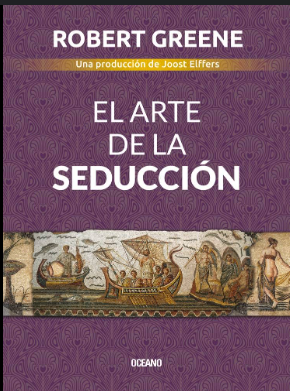 ROBERT GREENE
Una producción de Joost Elffers
EL ARTE
DE LA
SEDUCCIÓN
OCEANO